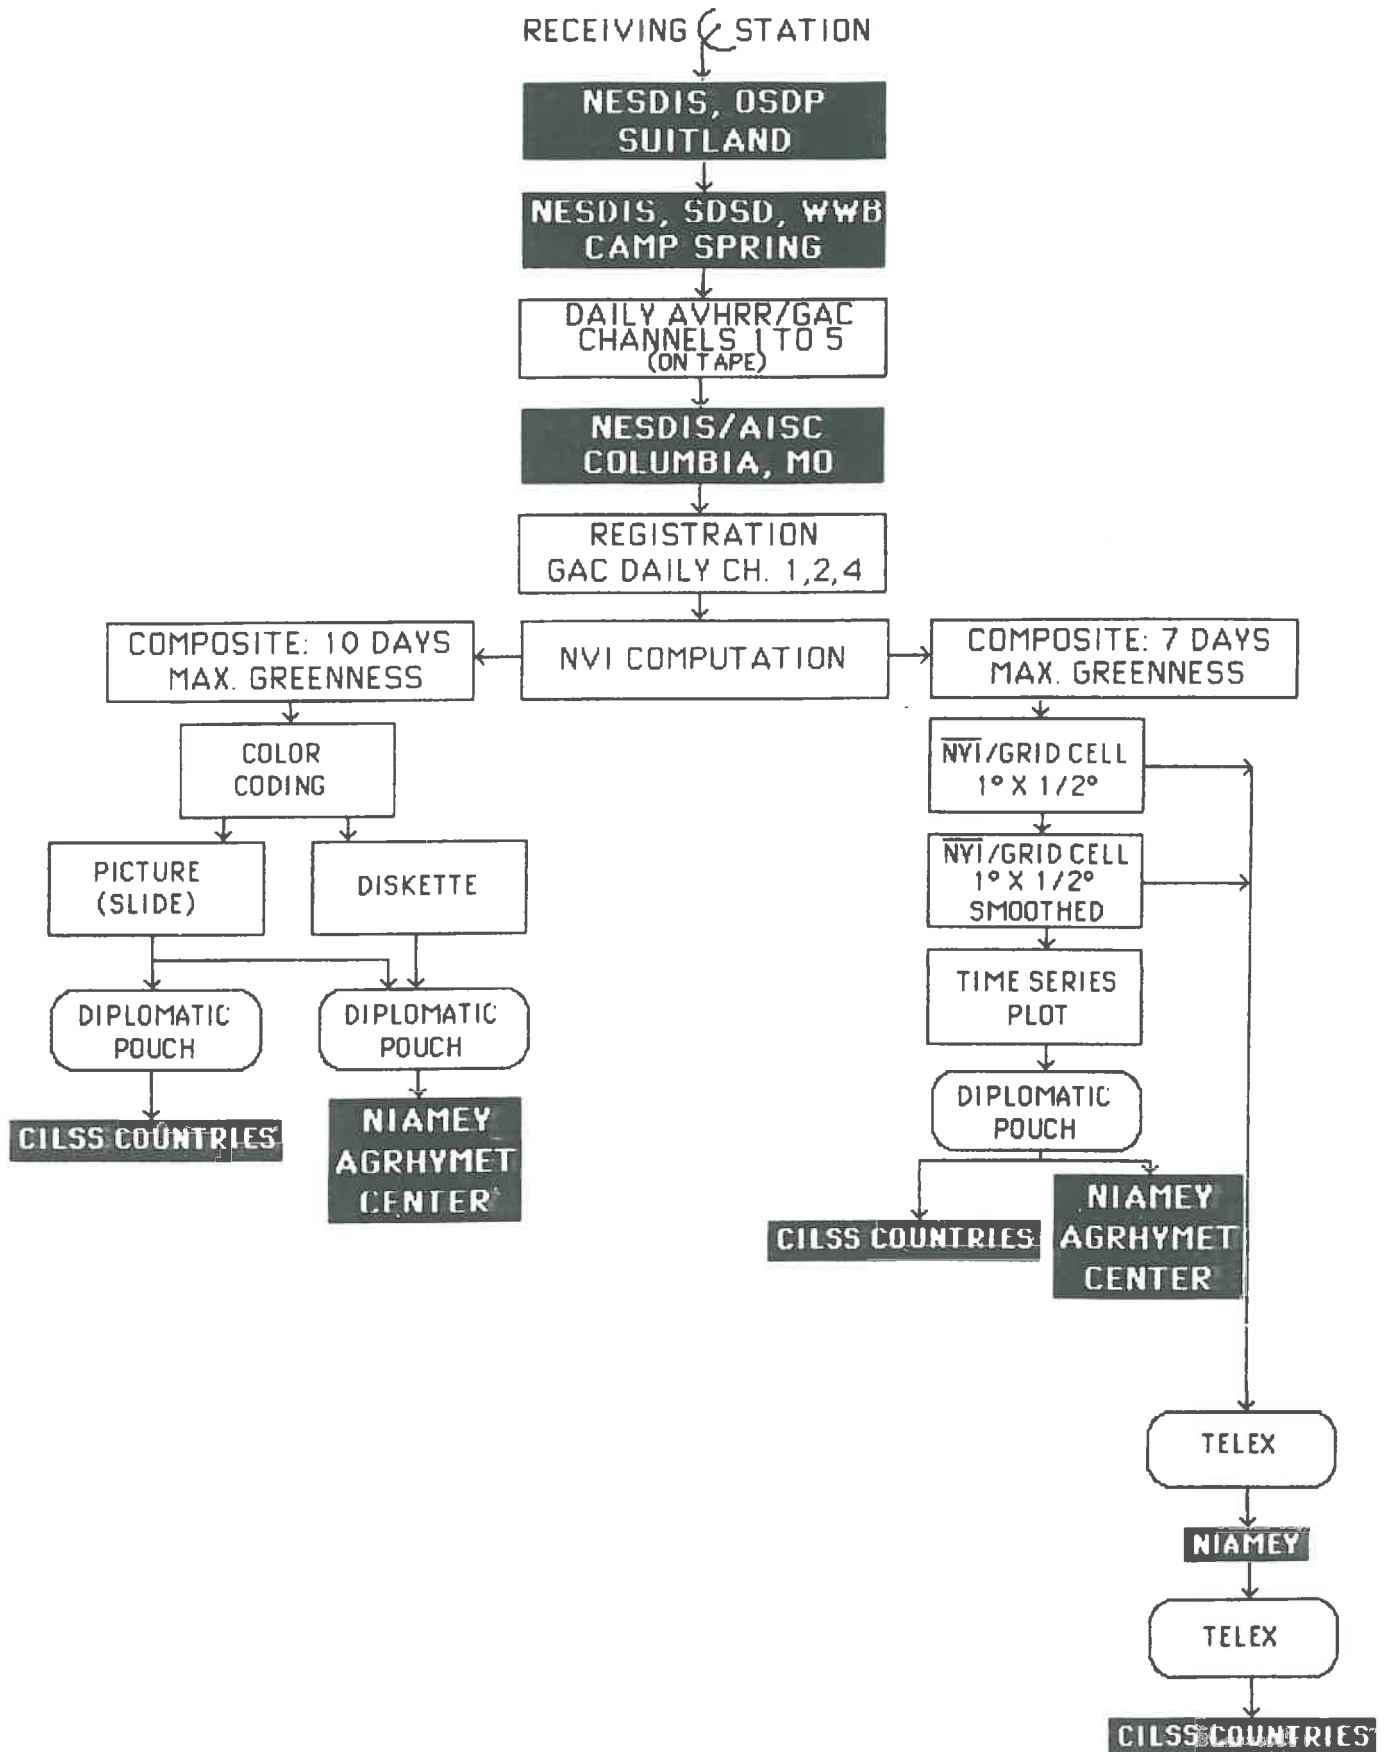 RECEIVING STATION
NESDIS, OSDP
SUITLAND
NESDIS, SDSD, WWB
CAMP SPRING
DAILY AVHRR/GAC
CHANNELS 1 TO 5
(ON TAPE)
NESDIS/AISC
COLUMBIA, MO
REGISTRATION
GAC DAILY CH. 1,2,4
COMPOSITE: 10 DAYS
MAX. GREENNESS
NVI COMPUTATION
COMPOSITE: 7 DAYS
MAX. GREENNESS
COLOR
CODING
PICTURE
(SLIDE)
DISKETTE
DIPLOMATIC
POUCH
DIPLOMATIC
POUCH
CILSS COUNTRIES
NIAMEY
AGRHYMET
CENTER
NVI/GRID CELL
1° X 1/2°
NVI/GRID CELL
1° X 1/2°
SMOOTHED
TIME SERIES
PLOT
DIPLOMATIC
POUCH
CILSS COUNTRIES
NIAMEY
AGRHYMET
CENTER
TELEX
NIAMEY
TELEX
CILSS COUNTRIES